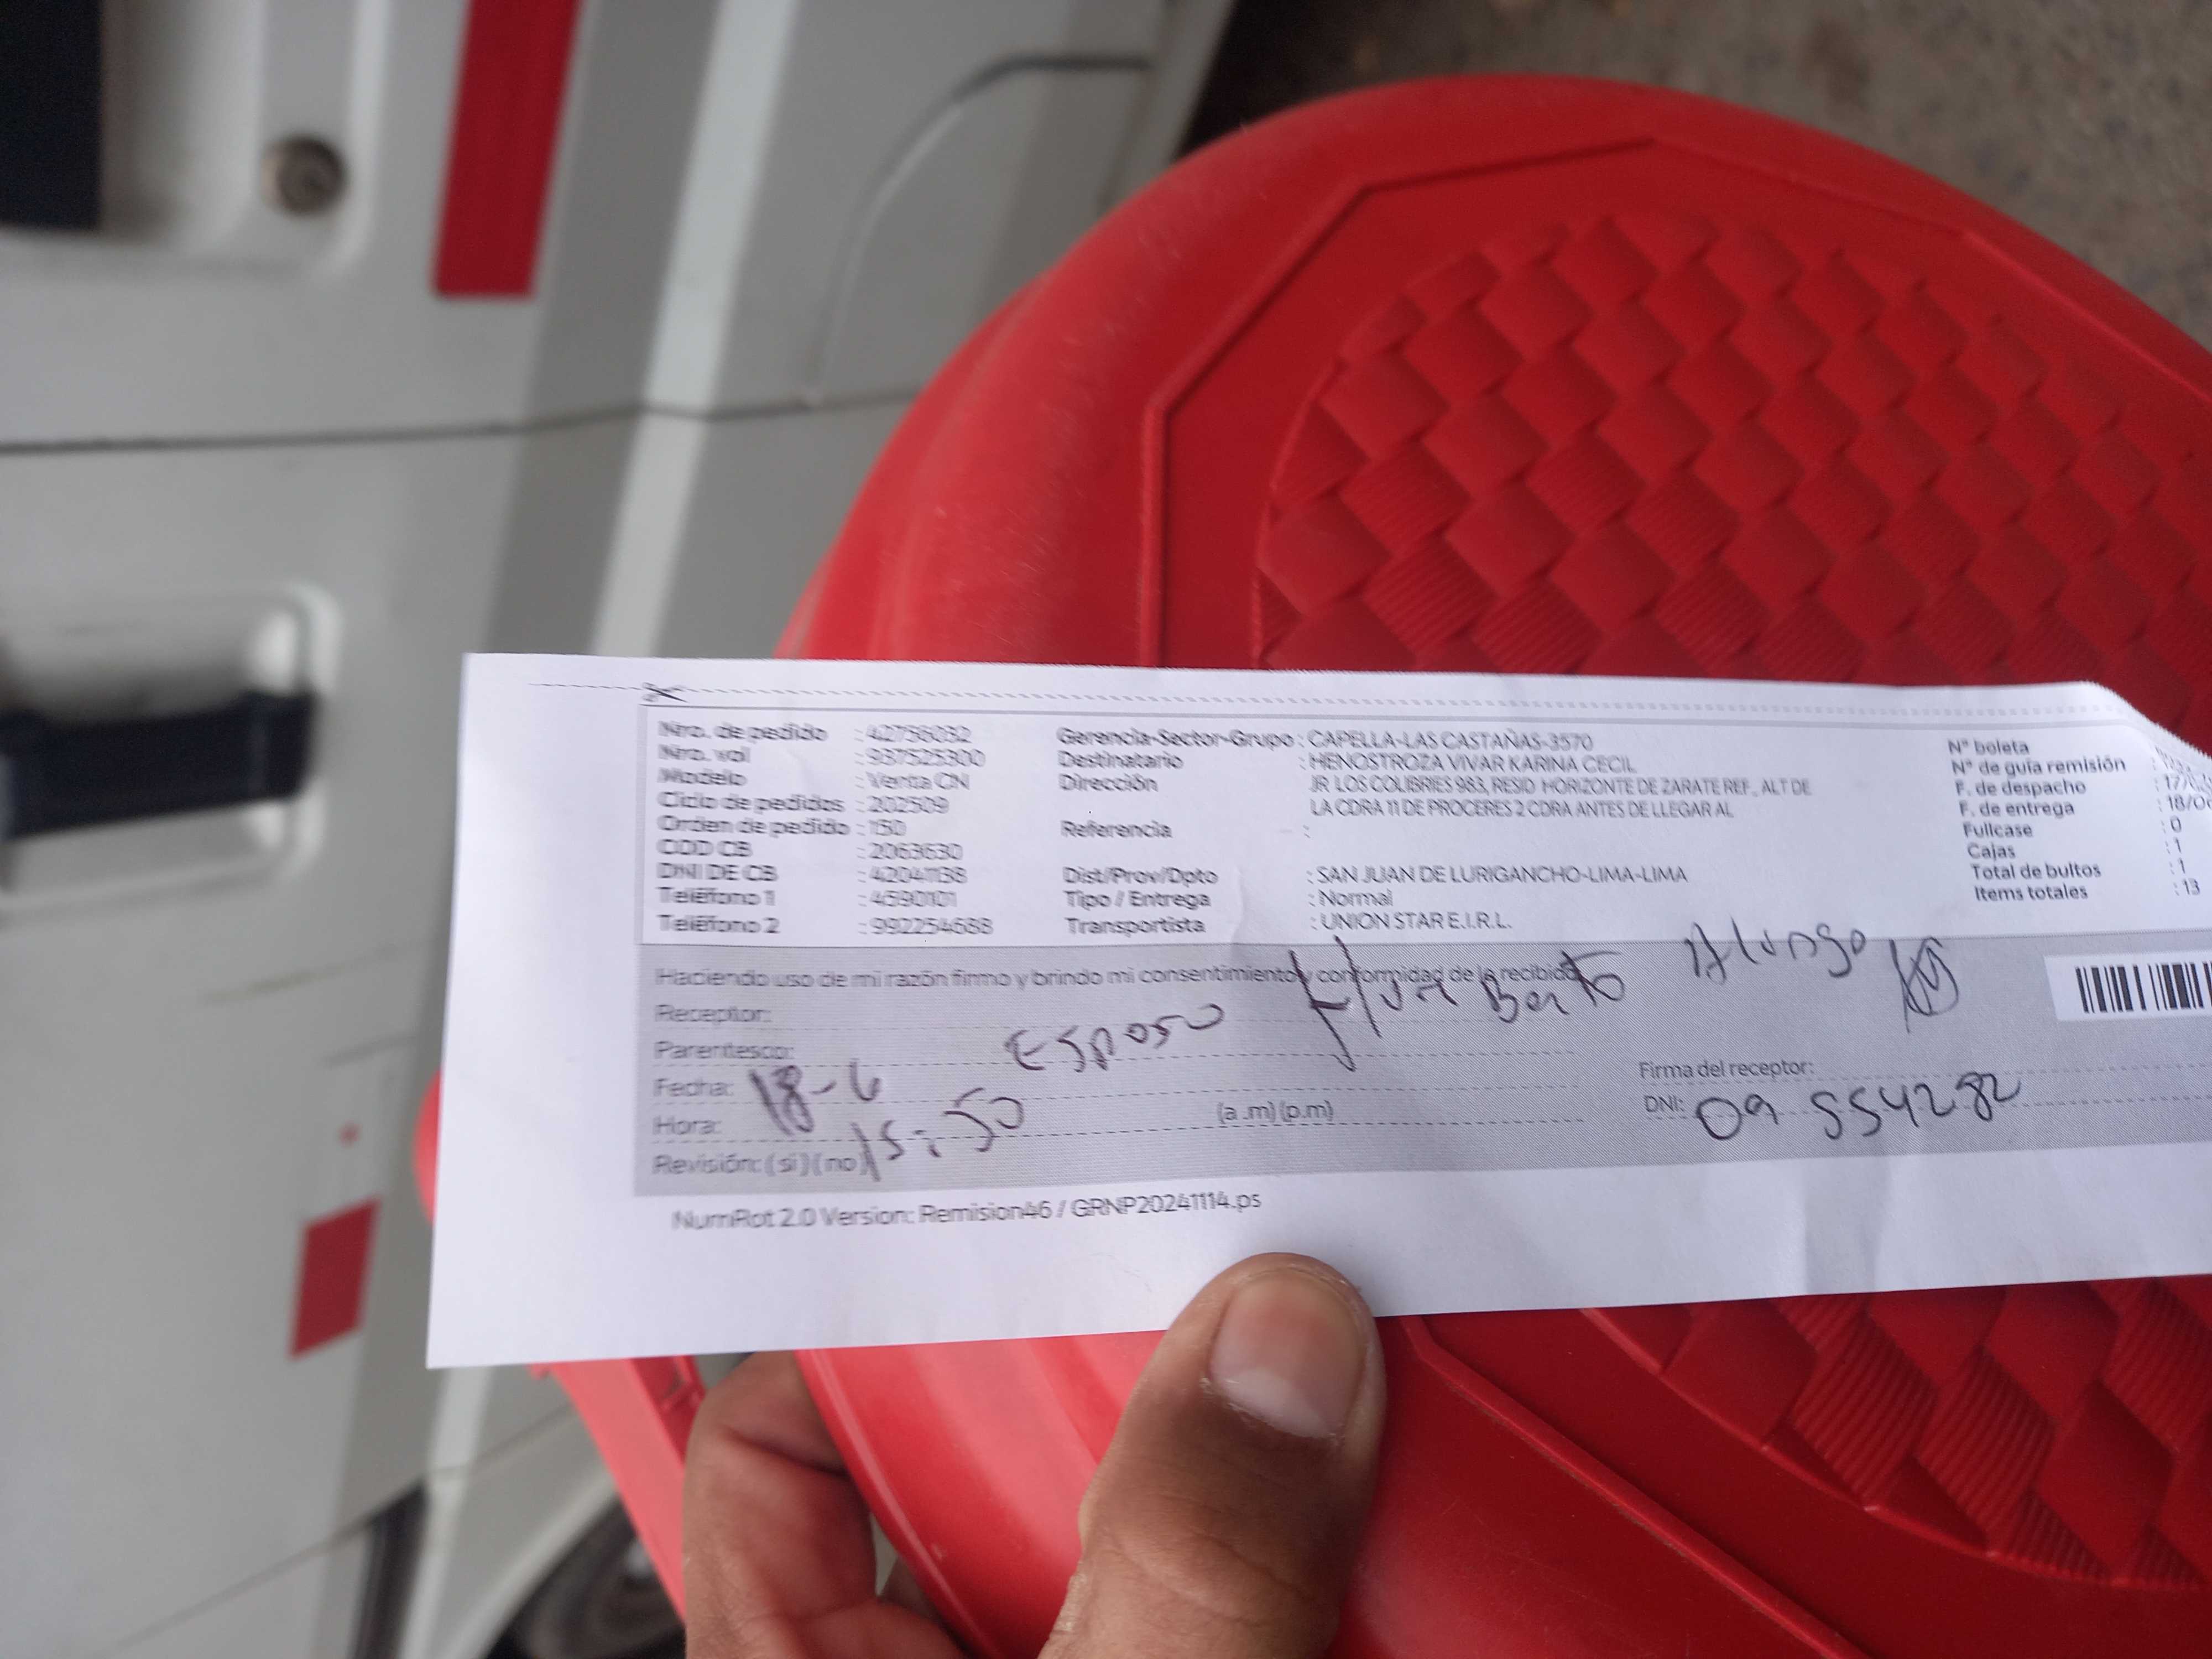 Nro. de pedido : 42756032
Nro. vol : 937525300
Modelo : Venta CN
Ciclo de pedidos : 202509
Orden de pedido : 150
COD CB : 2063630
DNI DE CB : 42041138
Teléfono 1 : 4590101
Teléfono 2 : 992254688
Gerencia-Sector-Grupo : CAPELLA-LAS CASTAÑAS-3570
Destinatario : HENOSTROZA VIVAR KARINA CECIL
Dirección : JR LOS COLIBRIES 983, RESID HORIZONTE DE ZARATE REF., ALT DE
LA CDRA 11 DE PROCERES 2 CDRA ANTES DE LLEGAR AL
Referencia :
Dist/Prov/Dpto : SAN JUAN DE LURIGANCHO-LIMA-LIMA
Tipo / Entrega : Normal
Transportista : UNION STAR E.I.R.L.
N° boleta
N° de guía remisión :
F. de despacho : 17/
F. de entrega : 18/0
Fullcase : 0
Cajas : 1
Total de bultos : 1
Items totales : 13
Haciendo uso de mi razón firmo y brindo mi consentimiento y conformidad de lo recibido
Receptor:
Parentesco: Esposo
Fecha: 18-6
Hora: 15:50 (a.m) (p.m)
Revisión: (si) (no)
Firma del receptor:
DNI: 09 554282
NumRot 2.0 Version: Remision46 / GRNP20241114.ps